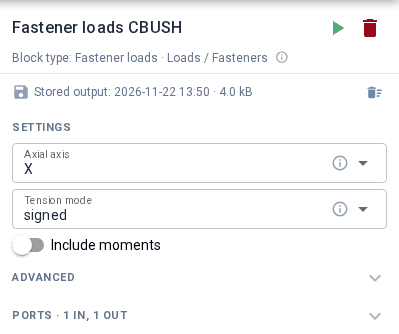 Fastener loads CBUSH
Block type: Fastener loads · Loads / Fasteners
Stored output: 2026-11-22 13:50 · 4.0 kB
SETTINGS
Axial axis
X
Tension mode
signed
Include moments
ADVANCED
PORTS · 1 IN, 1 OUT